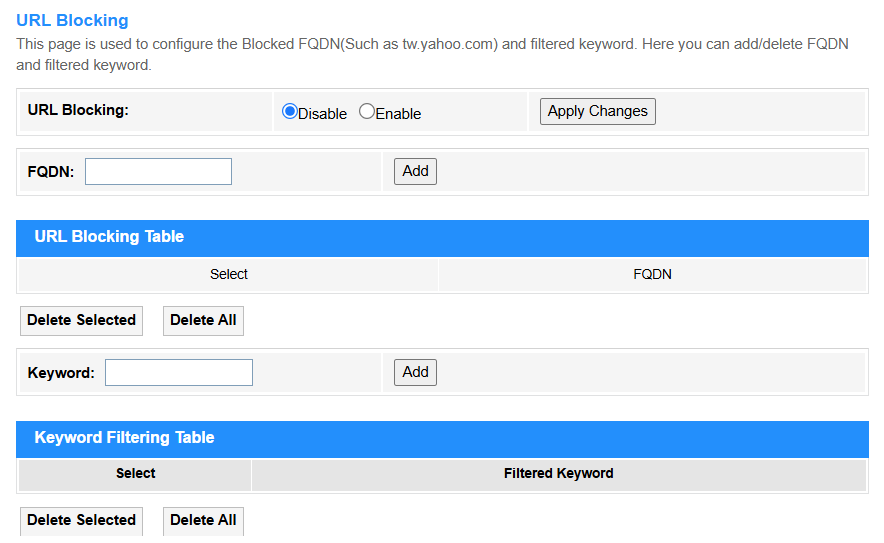 URL Blocking
This page is used to configure the Blocked FQDN(Such as tw.yahoo.com) and filtered keyword. Here you can add/delete FQDN
and filtered keyword.
URL Blocking: Disable Enable Apply Changes
FQDN: Add
URL Blocking Table
Select FQDN
Delete Selected Delete All
Keyword: Add
Keyword Filtering Table
Select Filtered Keyword
Delete Selected Delete All